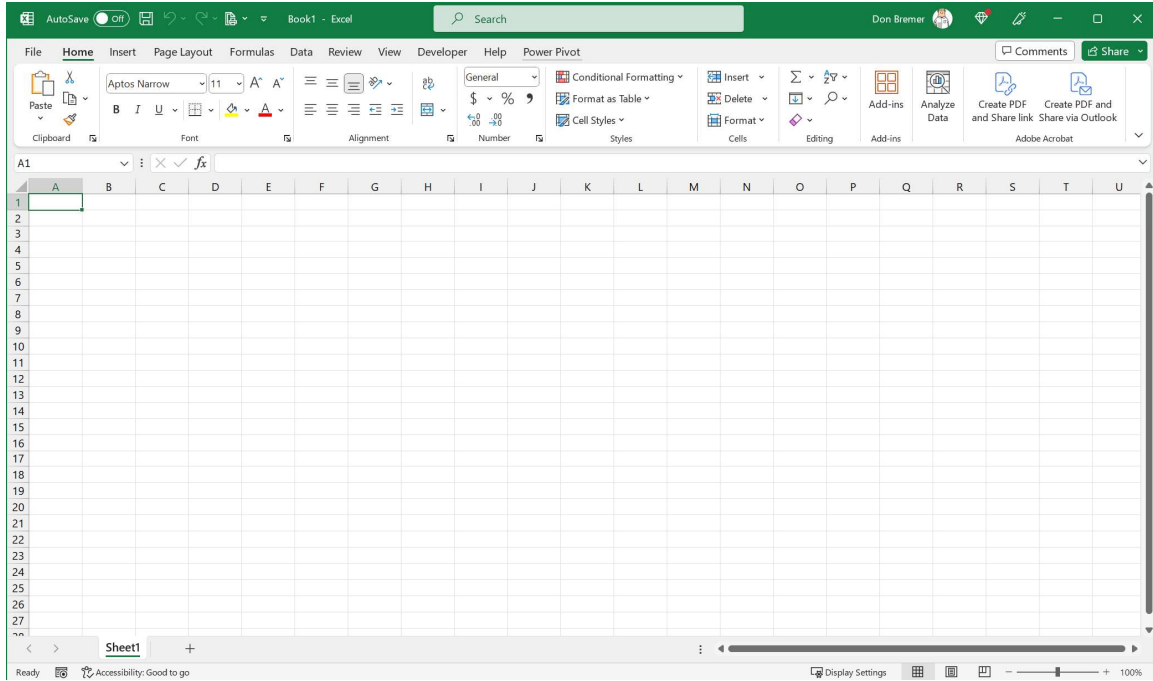 AutoSave Off Book1 - Excel Search Don Bremer
File Home Insert Page Layout Formulas Data Review View Developer Help Power Pivot Comments Share
Paste
Clipboard
Aptos Narrow 11 A^ A˅
B I U A
Font
ab
Alignment
General
$ % 9
.00 .00
Number
Conditional Formatting
Format as Table
Cell Styles
Styles
Insert
Delete
Format
Cells
Σ
Editing
Add-ins
Add-ins
Analyze
Data
Create PDF
and Share link
Create PDF and
Share via Outlook
Adobe Acrobat
A1 fx
A B C D E F G H I J K L M N O P Q R S T U
1
2
3
4
5
6
7
8
9
10
11
12
13
14
15
16
17
18
19
20
21
22
23
24
25
26
27
Sheet1 +
Ready Accessibility: Good to go Display Settings - + 100%